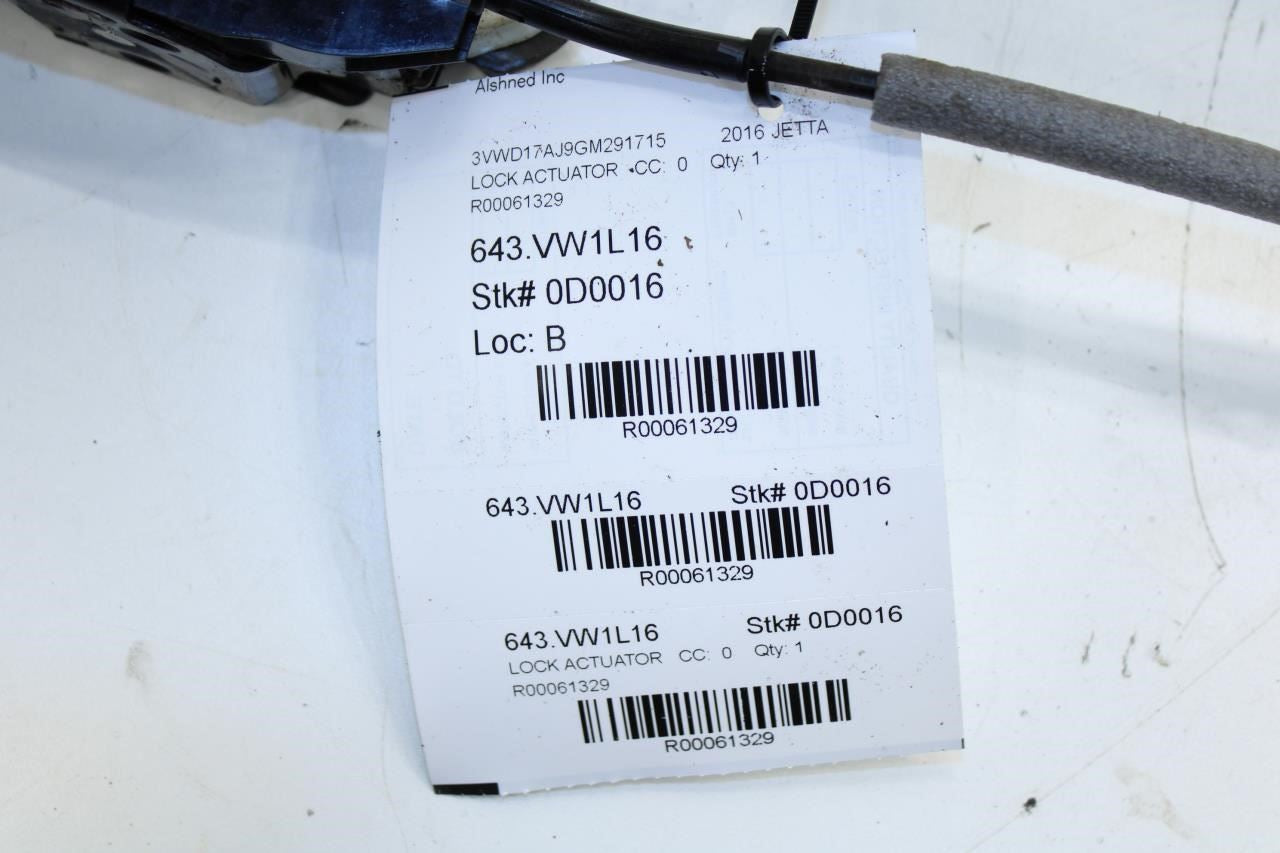 Alshned Inc
3VWD17AJ9GM291715 2016 JETTA
LOCK ACTUATOR CC: 0 Qty: 1
R00061329
643.VW1L16
Stk# 0D0016
Loc: B
R00061329
643.VW1L16 Stk# 0D0016
R00061329
643.VW1L16 Stk# 0D0016
LOCK ACTUATOR CC: 0 Qty: 1
R00061329
R00061329